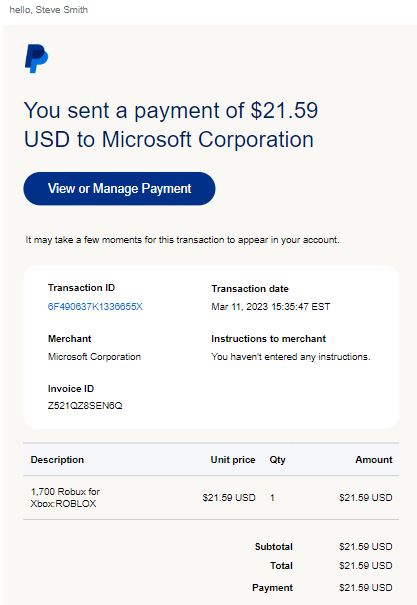 hello, Steve Smith
You sent a payment of $21.59
USD to Microsoft Corporation
View or Manage Payment
It may take a few moments for this transaction to appear in your account.
Transaction ID
6F490637K1336655X
Transaction date
Mar 11, 2023 15:35:47 EST
Merchant
Microsoft Corporation
Instructions to merchant
You haven't entered any instructions.
Invoice ID
Z521QZ8SEN6Q
Description Unit price Qty Amount
1,700 Robux for
Xbox:ROBLOX
$21.59 USD 1 $21.59 USD
Subtotal $21.59 USD
Total $21.59 USD
Payment $21.59 USD